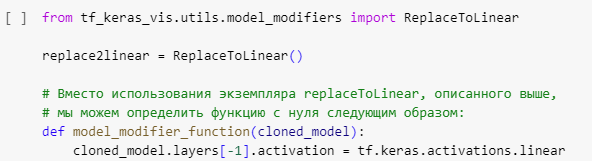 [ ] from tf_keras_vis.utils.model_modifiers import ReplaceToLinear
replace2linear = ReplaceToLinear()
# Вместо использования экземпляра replaceToLinear, описанного выше,
# мы можем определить функцию с нуля следующим образом:
def model_modifier_function(cloned_model):
cloned_model.layers[-1].activation = tf.keras.activations.linear